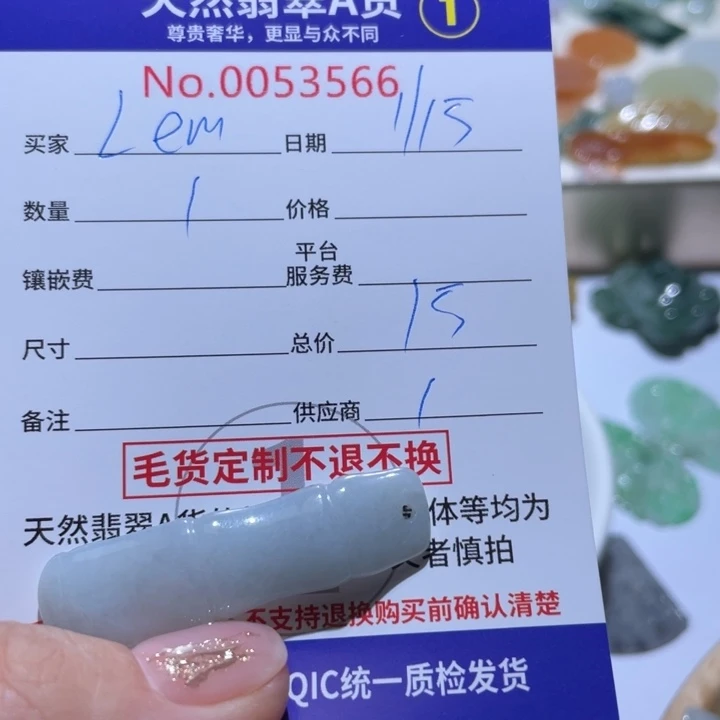 天然翡翠A货 1
尊贵奢华，更显与众不同
No.0053566
买家 Lem 日期 1/15
数量 1 价格
镶嵌费 平台服务费
尺寸 总价 15
备注 供应商 1
毛货定制不退不换
天然翡翠A货 体等均为
者慎拍
不支持退换购买前确认清楚
QIC统一质检发货